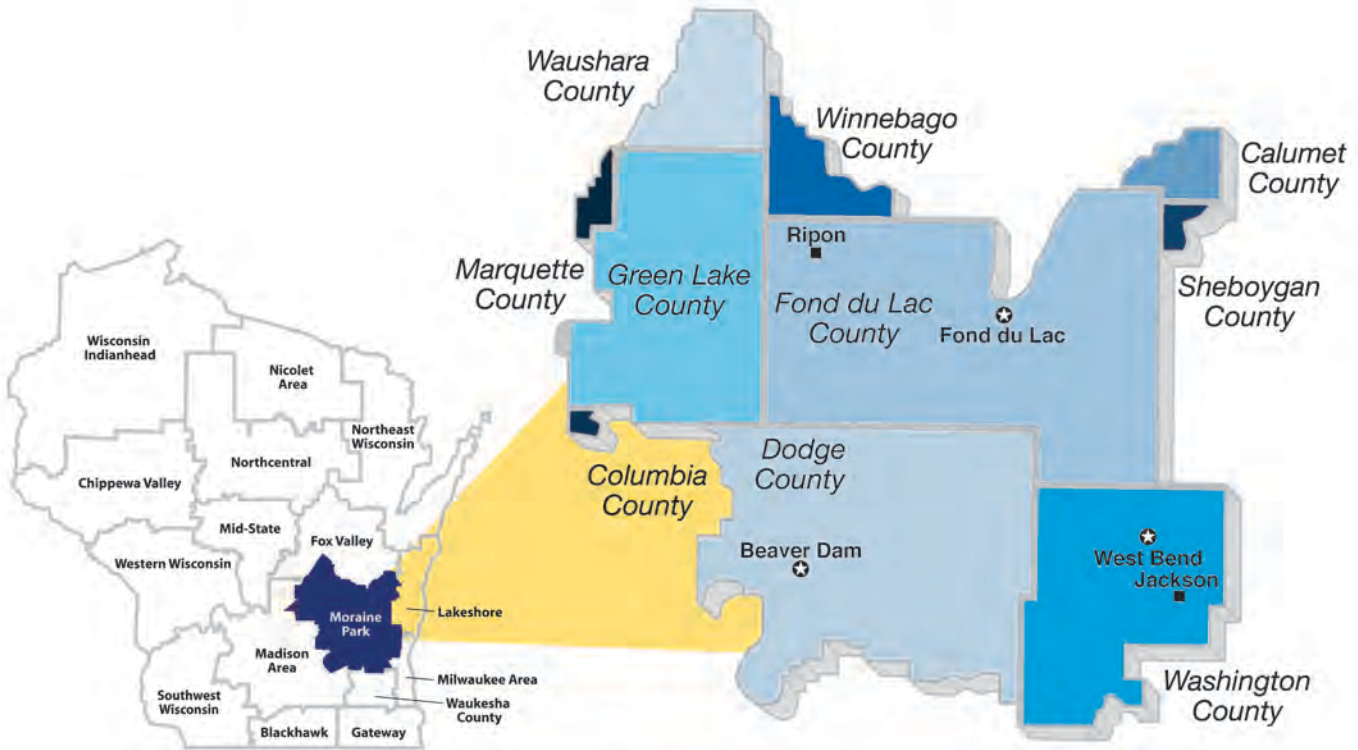 Wisconsin
Indianhead
Nicolet
Area
Northeast
Wisconsin
Northcentral
Chippewa Valley
Mid-State
Fox Valley
Western Wisconsin
Moraine
Park
Lakeshore
Madison
Area
Milwaukee Area
Waukesha
County
Southwest
Wisconsin
Blackhawk
Gateway
Waushara
County
Winnebago
County
Calumet
County
Marquette
County
Green Lake
County
Ripon
Fond du Lac
County
Fond du Lac
Sheboygan
County
Columbia
County
Dodge
County
Beaver Dam
West Bend
Jackson
Washington
County